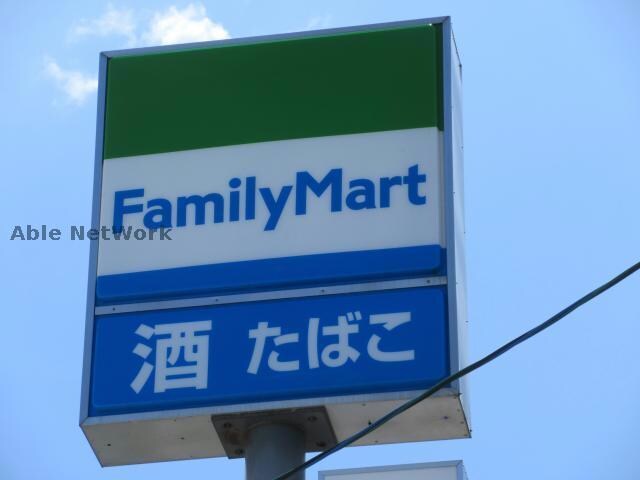 FamilyMart
Able NetWork
酒 たばこ